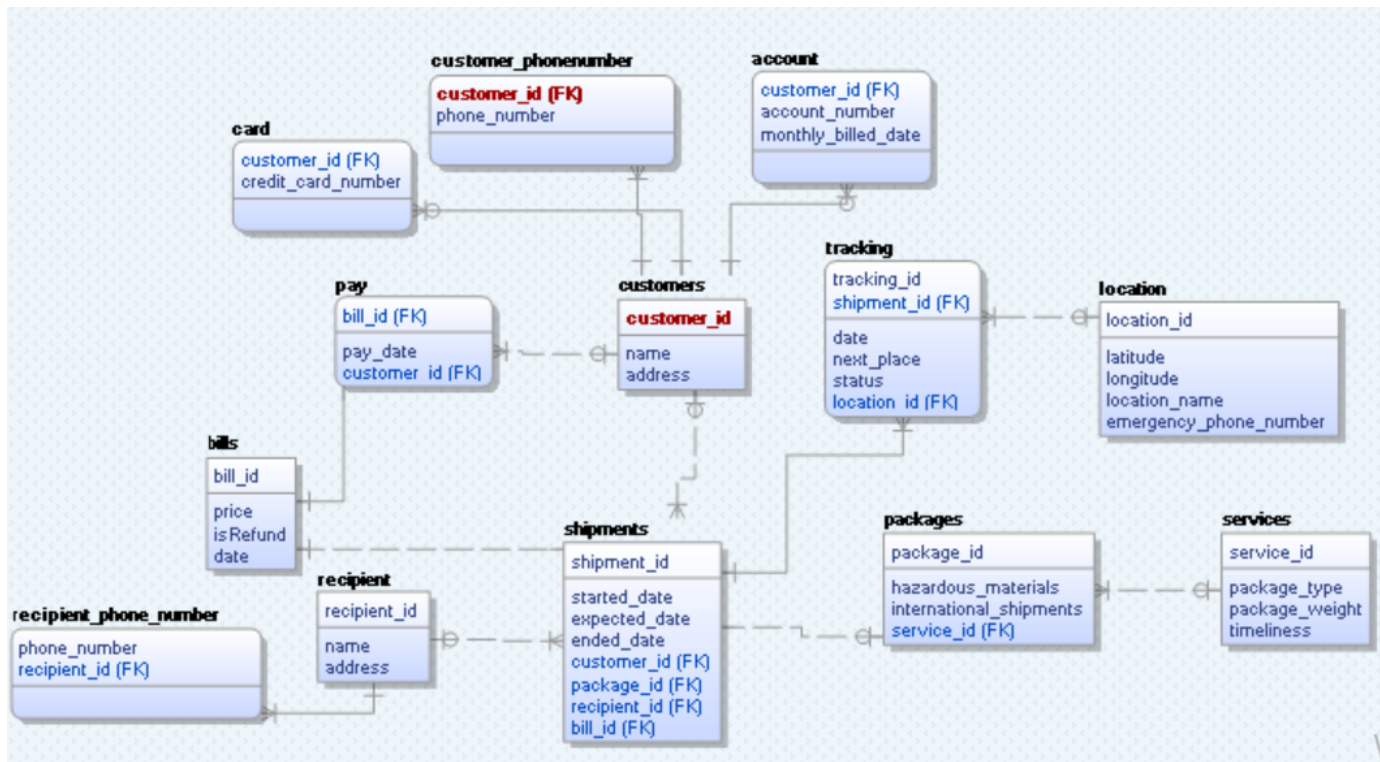 customer_phonenumber
customer_id (FK)
phone_number
account
customer_id (FK)
account_number
monthly_billed_date
card
customer_id (FK)
credit_card_number
tracking
tracking_id
shipment_id (FK)
date
next_place
status
location_id (FK)
location
location_id
latitude
longitude
location_name
emergency_phone_number
pay
bill_id (FK)
pay_date
customer_id (FK)
customers
customer_id
name
address
bills
bill_id
price
isRefund
date
shipments
shipment_id
started_date
expected_date
ended_date
customer_id (FK)
package_id (FK)
recipient_id (FK)
bill_id (FK)
packages
package_id
hazardous_materials
international_shipments
service_id (FK)
services
service_id
package_type
package_weight
timeliness
recipient
recipient_id
name
address
recipient_phone_number
phone_number
recipient_id (FK)